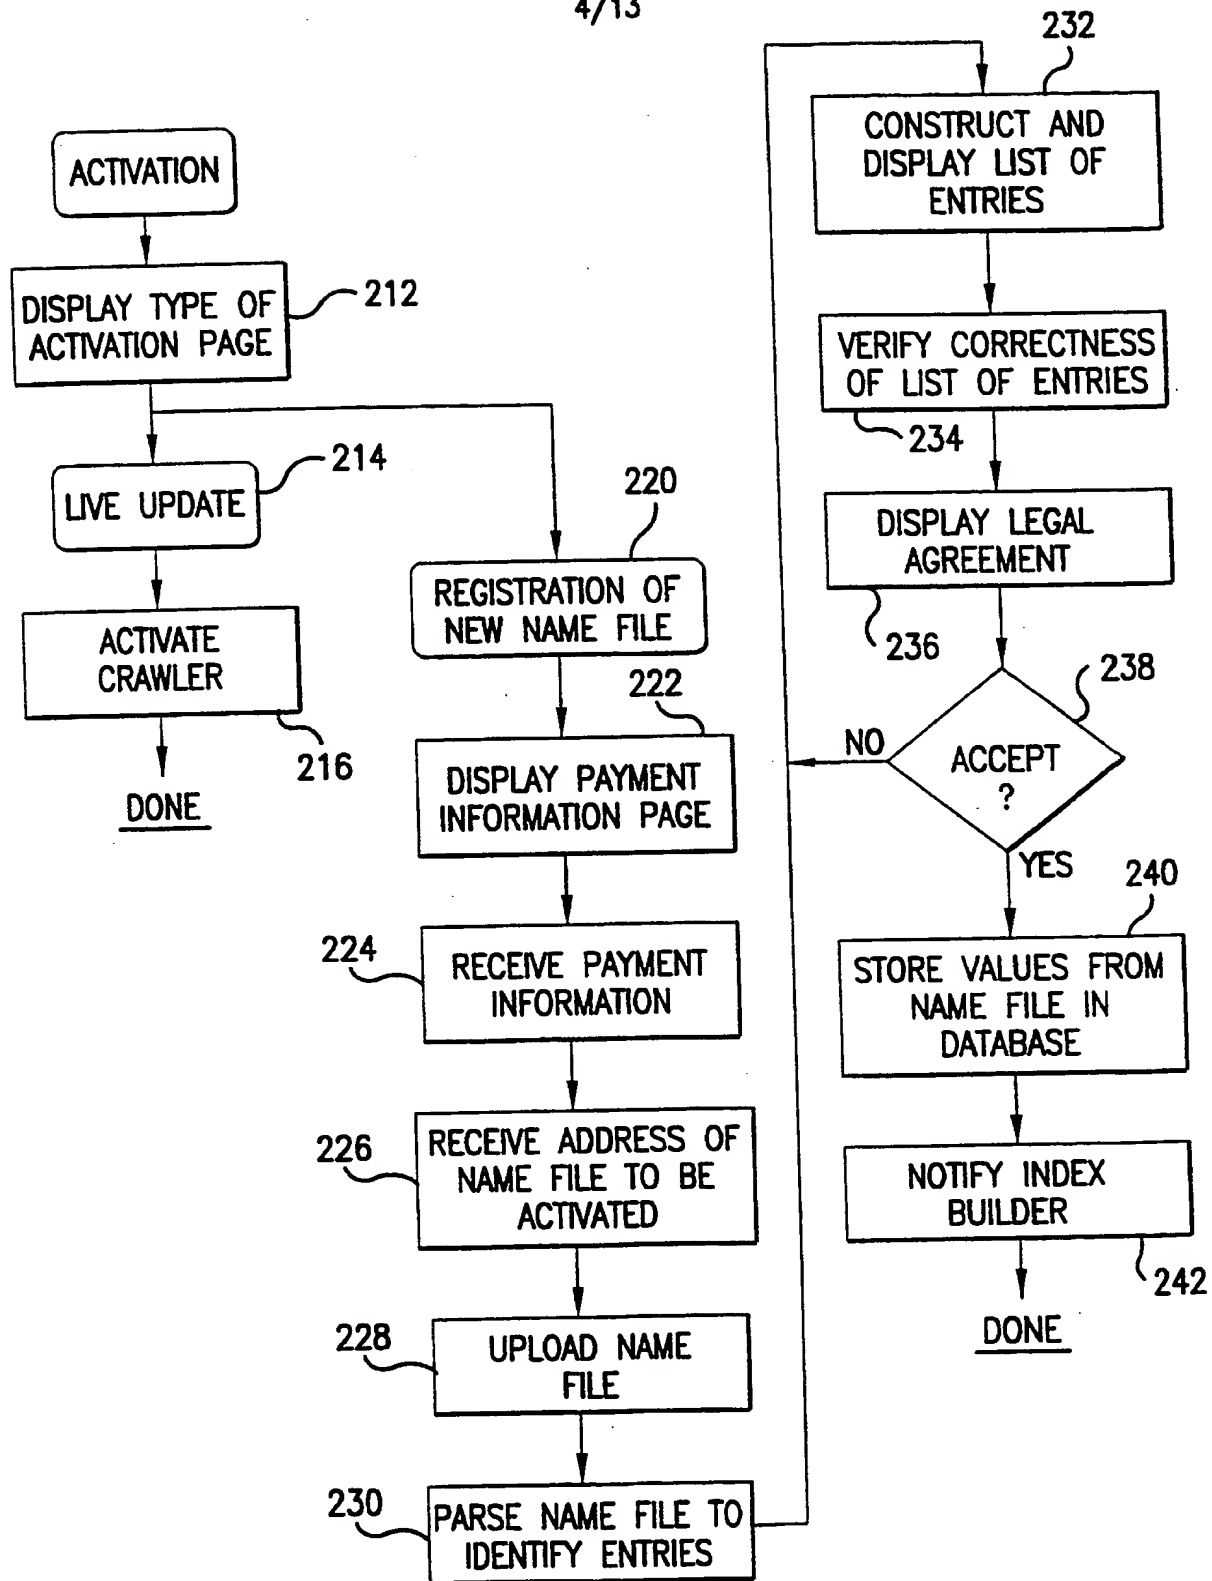 4/13
ACTIVATION
DISPLAY TYPE OF
ACTIVATION PAGE
212
LIVE UPDATE
214
ACTIVATE
CRAWLER
216
DONE
220
REGISTRATION OF
NEW NAME FILE
222
DISPLAY PAYMENT
INFORMATION PAGE
224
RECEIVE PAYMENT
INFORMATION
226
RECEIVE ADDRESS OF
NAME FILE TO BE
ACTIVATED
228
UPLOAD NAME
FILE
230
PARSE NAME FILE TO
IDENTIFY ENTRIES
232
CONSTRUCT AND
DISPLAY LIST OF
ENTRIES
VERIFY CORRECTNESS
OF LIST OF ENTRIES
234
DISPLAY LEGAL
AGREEMENT
236
238
NO
ACCEPT
?
YES
240
STORE VALUES FROM
NAME FILE IN
DATABASE
NOTIFY INDEX
BUILDER
242
DONE